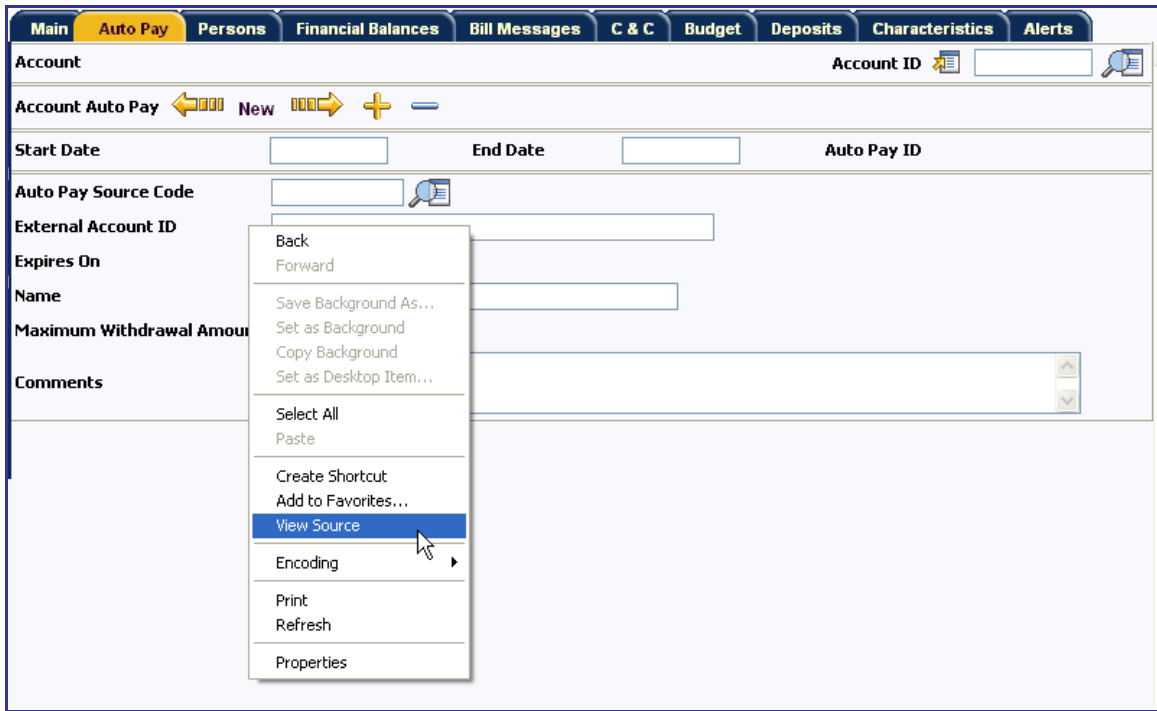 Main Auto Pay Persons Financial Balances Bill Messages C & C Budget Deposits Characteristics Alerts
Account Account ID
Account Auto Pay New
Start Date End Date Auto Pay ID
Auto Pay Source Code
External Account ID
Expires On
Name
Maximum Withdrawal Amou
Comments
Back
Forward
Save Background As...
Set as Background
Copy Background
Set as Desktop Item...
Select All
Paste
Create Shortcut
Add to Favorites...
View Source
Encoding
Print
Refresh
Properties